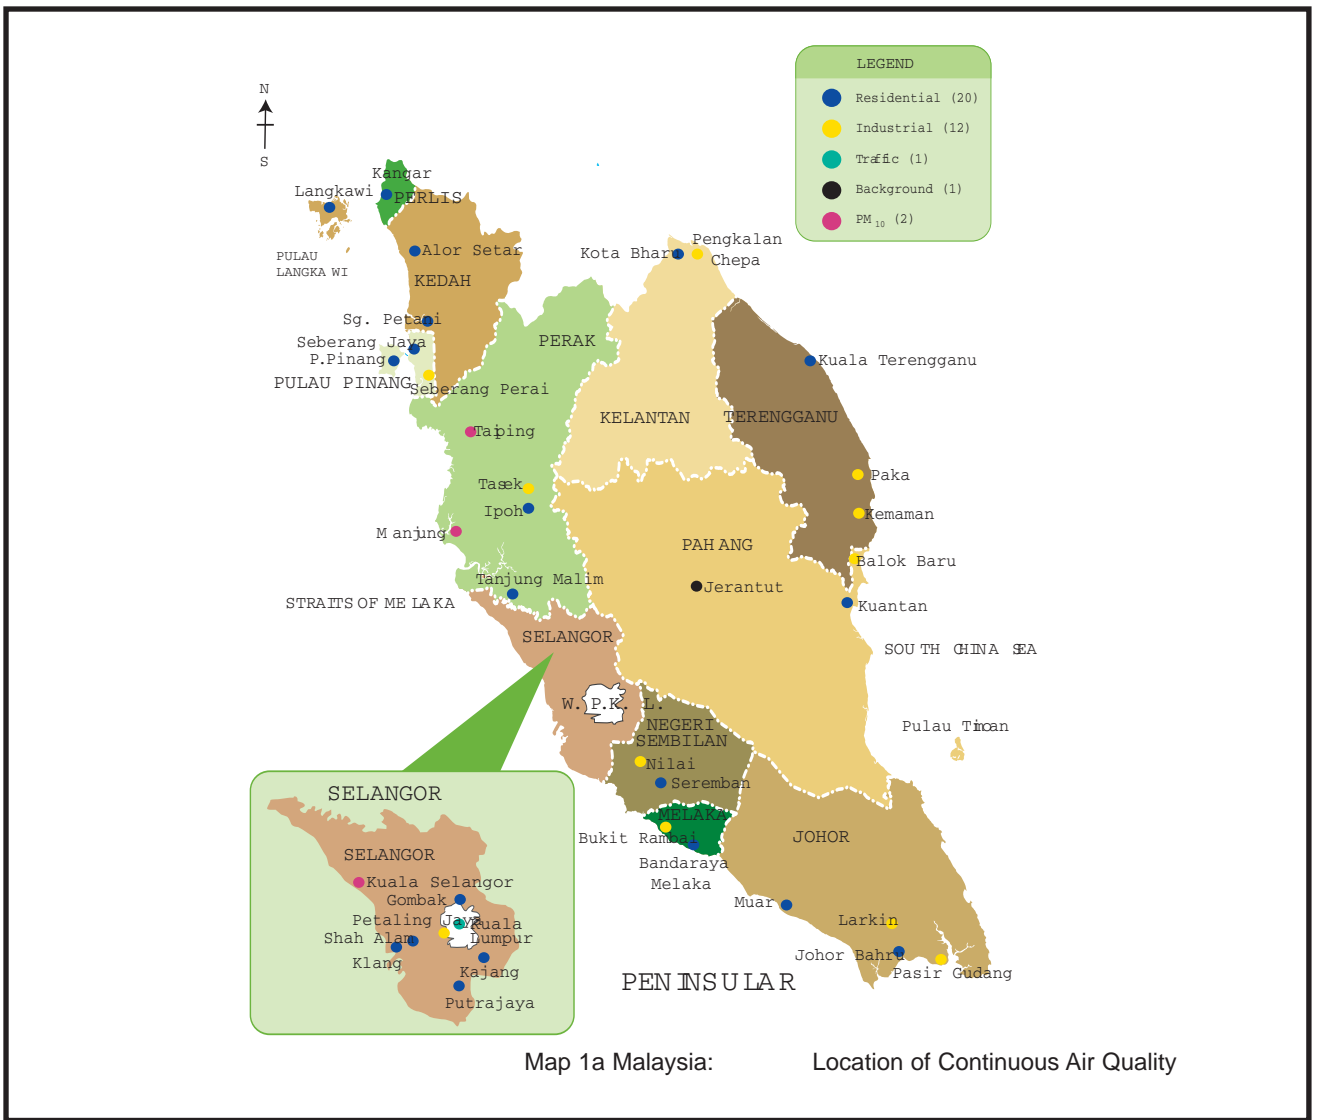 LEGEND
Residential (20)
Industrial (12)
Traffic (1)
Background (1)
PM10 (2)
N
S
Kangar
Langkawi
PERLIS
PULAU
LANGKAWI
Alor Setar
KEDAH
Kota Bharu
Pengkalan
Chepa
Sg. Petani
Seberang Jaya
P.Pinang
PULAU PINANG
Seberang Perai
PERAK
Kuala Terengganu
KELANTAN
TERENGGANU
Taiping
Tasek
Ipoh
Paka
Kemaman
Manjung
PAHANG
Balok Baru
Tanjung Malim
Jerantut
STRAITS OF MELAKA
Kuantan
SELANGOR
SOUTH CHINA SEA
W.P.K.L.
NEGERI
SEMBILAN
Pulau Tioman
Nilai
Seremban
MELAKA
Bukit Rambai
Bandaraya
Melaka
JOHOR
Muar
Larkin
Johor Bahru
Pasir Gudang
SELANGOR
SELANGOR
Kuala Selangor
Gombak
Petaling Jaya
Kuala
Lumpur
Shah Alam
Klang
Kajang
Putrajaya
PENINSULAR
Map 1a Malaysia: Location of Continuous Air Quality